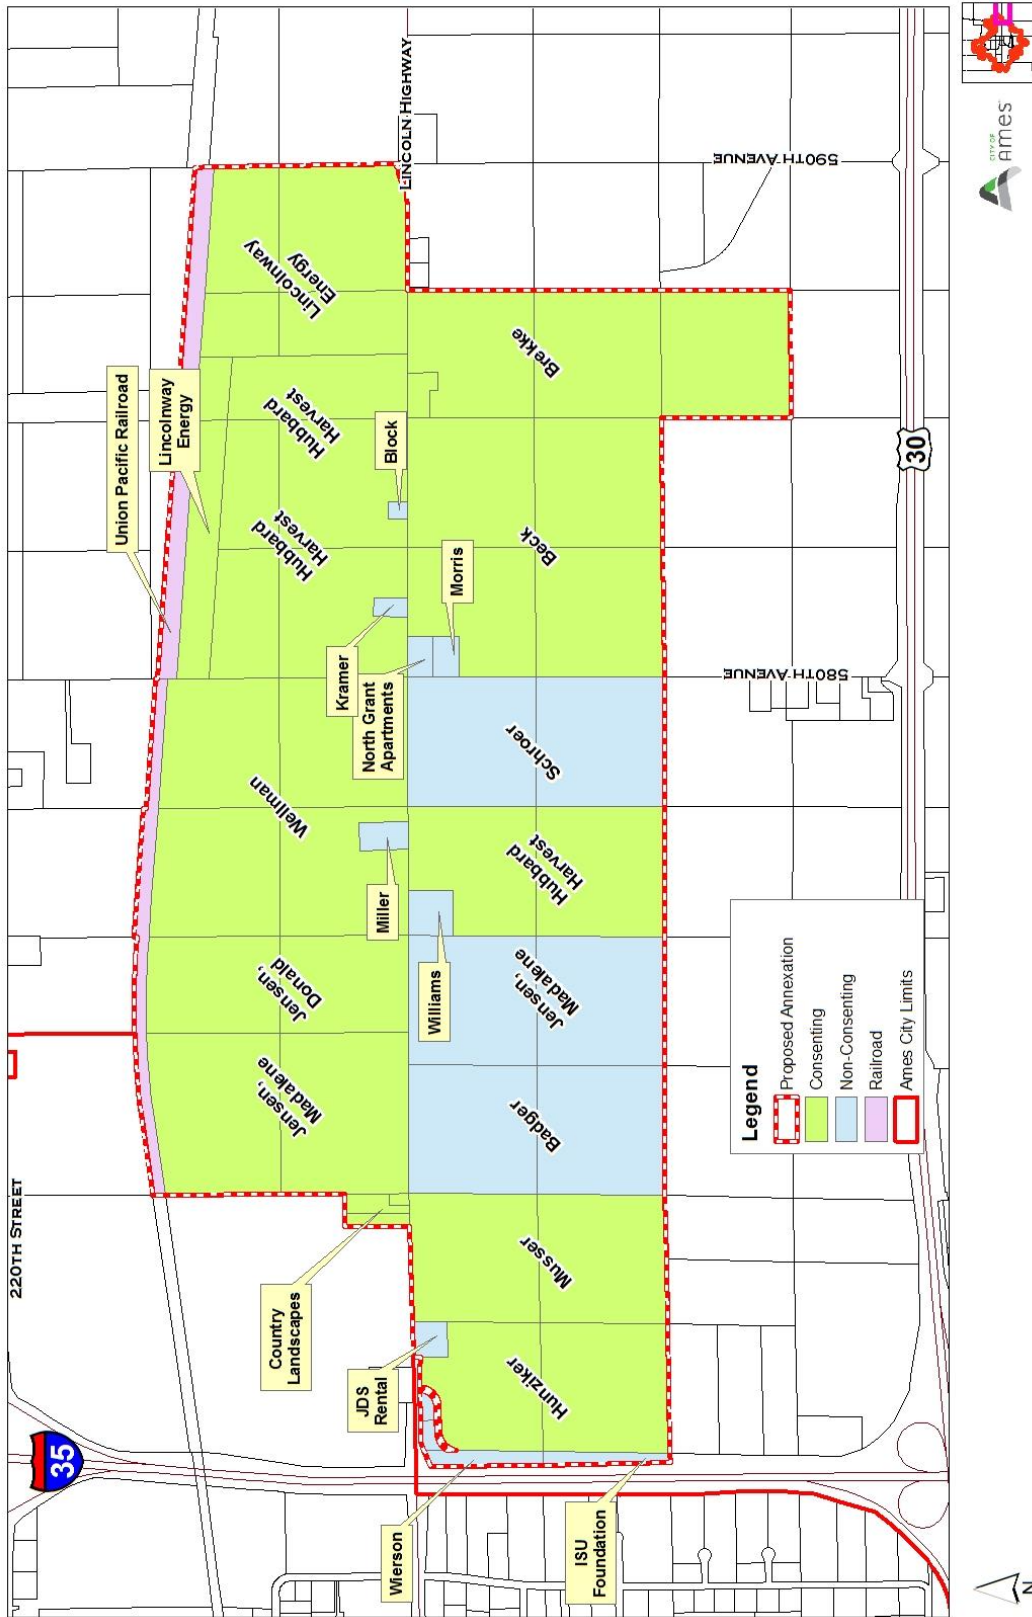 220TH STREET
35
Union Pacific Railroad
Lincolnway
Energy
Lincolnway
Energy
Hubbard
Harvest
Hubbard
Harvest
Wellman
Jensen,
Donald
Jensen,
Madalene
Country
Landscapes
JDS
Rental
Wierson
ISU
Foundation
Block
Kramer
North Grant
Apartments
Morris
Miller
Williams
LINCOLN HIGHWAY
Brekke
Beck
Schroer
Hubbard
Harvest
Jensen,
Madalene
Badger
Musser
Hunziker
590TH AVENUE
580TH AVENUE
30
Legend
Proposed Annexation
Consenting
Non-Consenting
Railroad
Ames City Limits
N
CITY OF
Ames